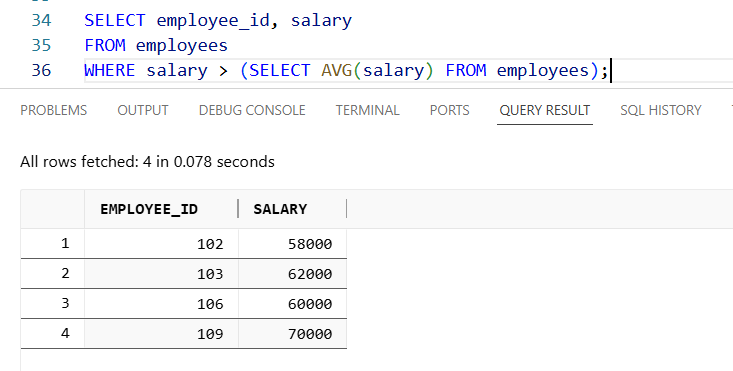 34 SELECT employee_id, salary
35 FROM employees
36 WHERE salary > (SELECT AVG(salary) FROM employees);
PROBLEMS OUTPUT DEBUG CONSOLE TERMINAL PORTS QUERY RESULT SQL HISTORY
All rows fetched: 4 in 0.078 seconds
EMPLOYEE_ID SALARY
1 102 58000
2 103 62000
3 106 60000
4 109 70000